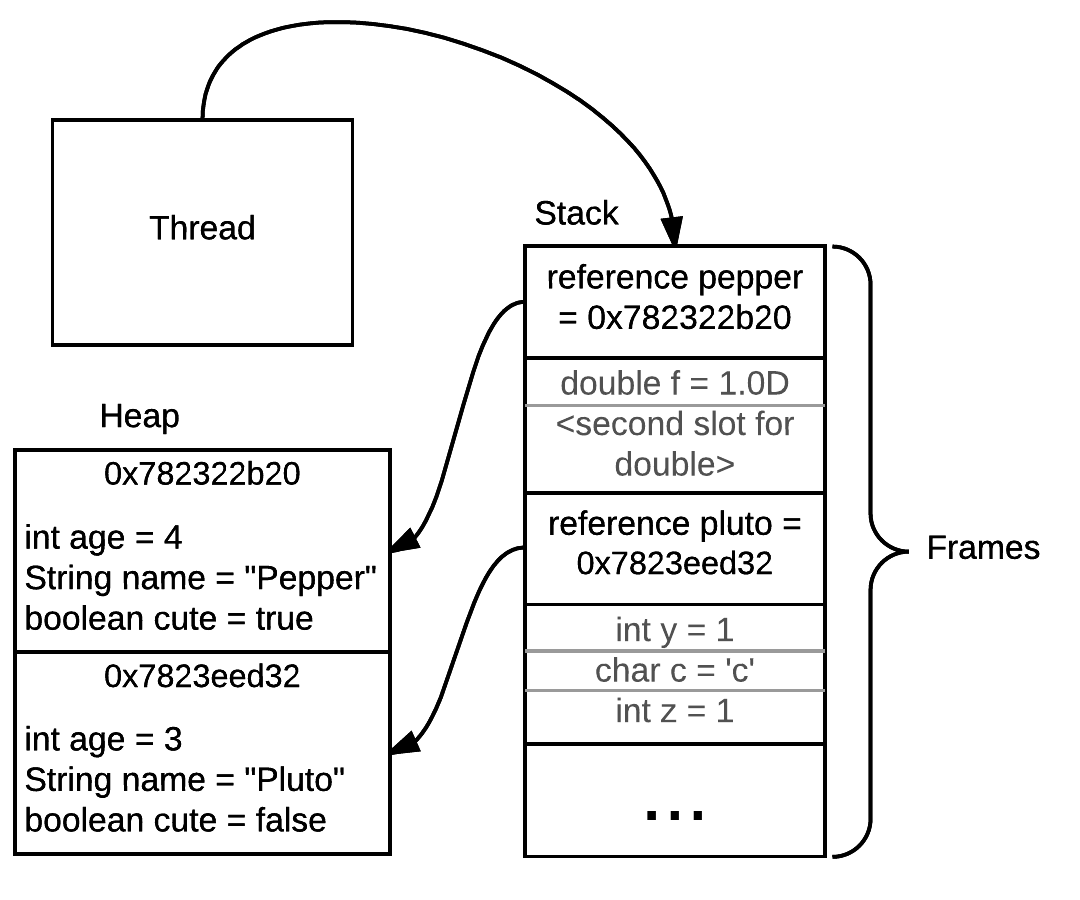 Thread
Stack
reference pepper
= 0x782322b20
double f = 1.0D
<second slot for
double>
reference pluto =
0x7823eed32
int y = 1
char c = 'c'
int z = 1
...
Frames
Heap
0x782322b20
int age = 4
String name = "Pepper"
boolean cute = true
0x7823eed32
int age = 3
String name = "Pluto"
boolean cute = false